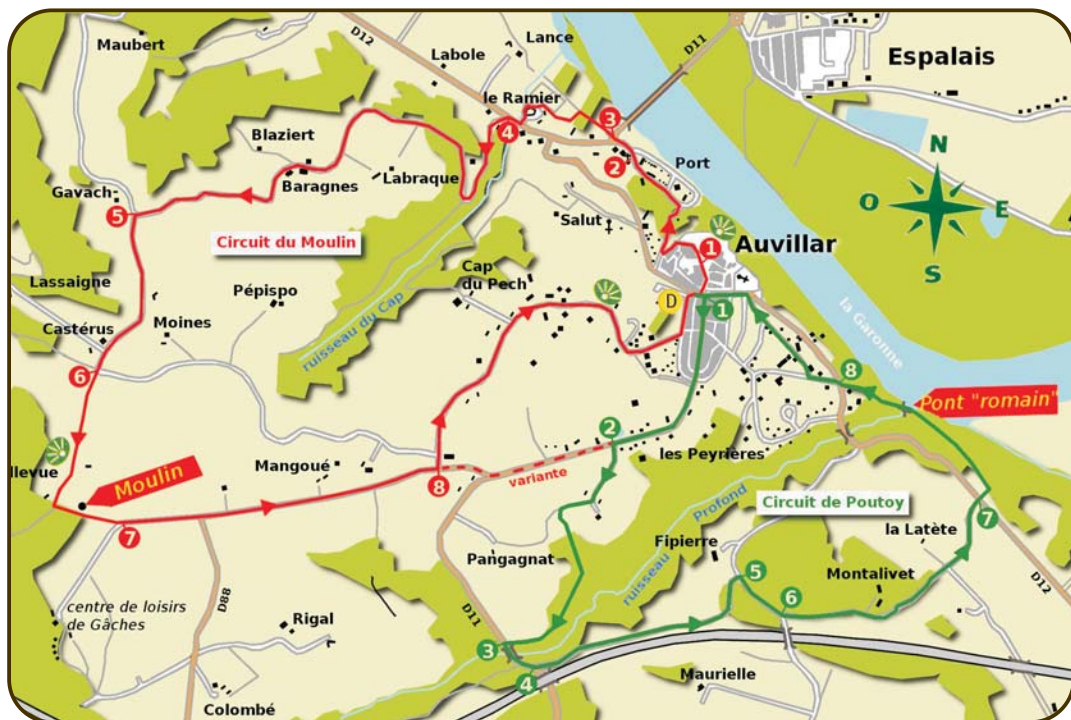 D12
Maubert
Labole
Lance
D11
Espalais
le Ramier
3
4
Blaziert
2
Port
N
Baragnes
Labraque
Gavach
5
O
E
Salut
1
Auvillar
S
Circuit du Moulin
Lassaigne
Cap
du Pech
Pépispo
D
1
ruisseau du Cap
la Garonne
Castérus
Moines
6
8
Pont "romain"
2
llevue
les Peyrières
Mangoué
Moulin
8
variante
Profond
Circuit de Poutoy
7
7
la Latète
Fipierre
Pangagnat
ruisseau
5
Montalivet
D12
6
centre de loisirs
de Gâches
D88
Rigal
D11
3
4
Maurielle
Colombé